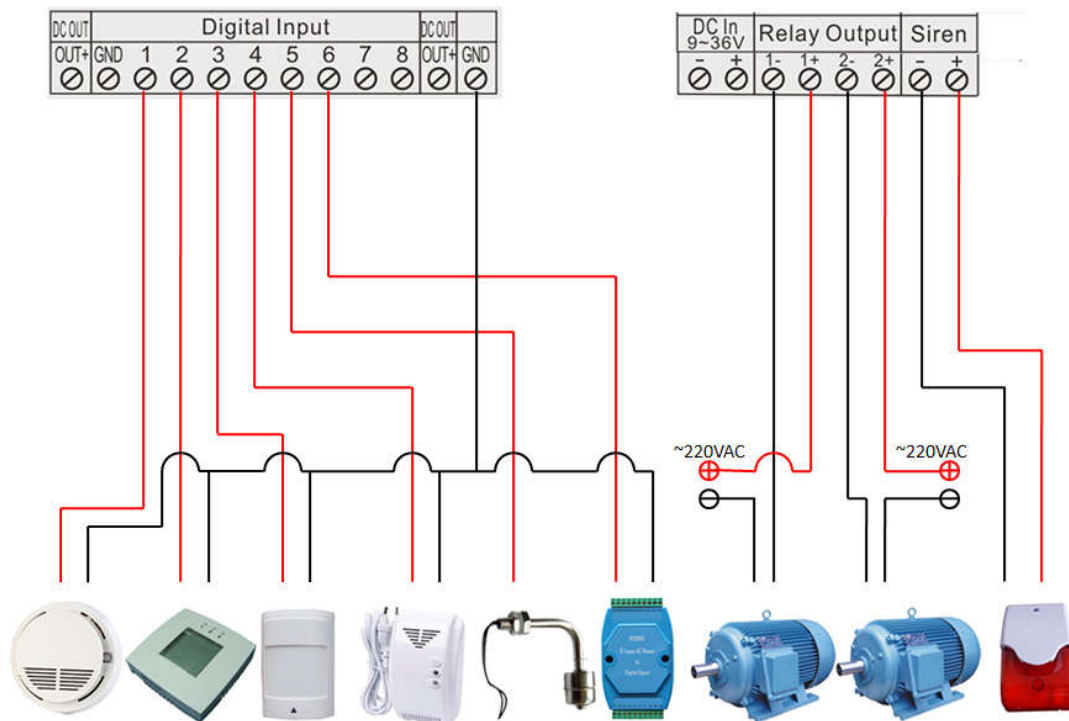 DC OUT Digital Input DC OUT
OUT+ GND 1 2 3 4 5 6 7 8 OUT+ GND
DC In Relay Output Siren
9~36V
- + 1- 1+ 2- 2+ - +
~220VAC ~220VAC